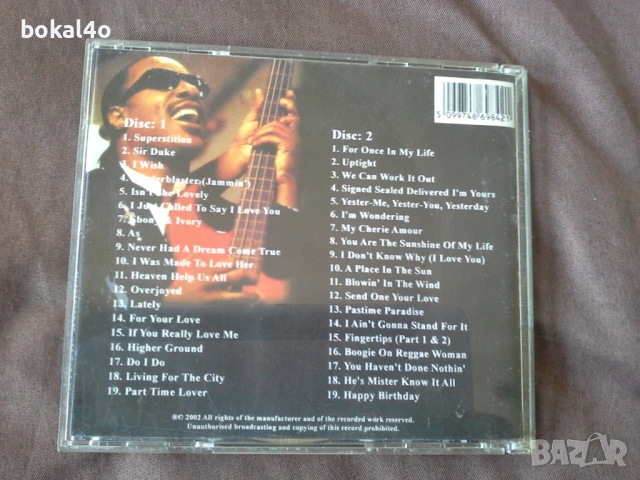 bokal4o
Disc: 1
1. Superstition
2. Sir Duke
3. I Wish
4. Masterblaster (Jammin')
5. Isn't She Lovely
6. I Just Called To Say I Love You
7. Ebony & Ivory
8. As
9. Never Had A Dream Come True
10. I Was Made To Love Her
11. Heaven Help Us All
12. Overjoyed
13. Lately
14. For Your Love
15. If You Really Love Me
16. Higher Ground
17. Do I Do
18. Living For The City
19. Part Time Lover
5 099748 698421
Disc: 2
1. For Once In My Life
2. Uptight
3. We Can Work It Out
4. Signed Sealed Delivered I'm Yours
5. Yester-Me, Yester-You, Yesterday
6. I'm Wondering
7. My Cherie Amour
8. You Are The Sunshine Of My Life
9. I Don't Know Why (I Love You)
10. A Place In The Sun
11. Blowin' In The Wind
12. Send One Your Love
13. Pastime Paradise
14. I Ain't Gonna Stand For It
15. Fingertips (Part 1 & 2)
16. Boogie On Reggae Woman
17. You Haven't Done Nothin'
18. He's Mister Know It All
19. Happy Birthday
®© 2002 All rights of the manufacturer and of the recorded work reserved.
Unauthorised broadcasting and copying of this record prohibited.
BAZAR